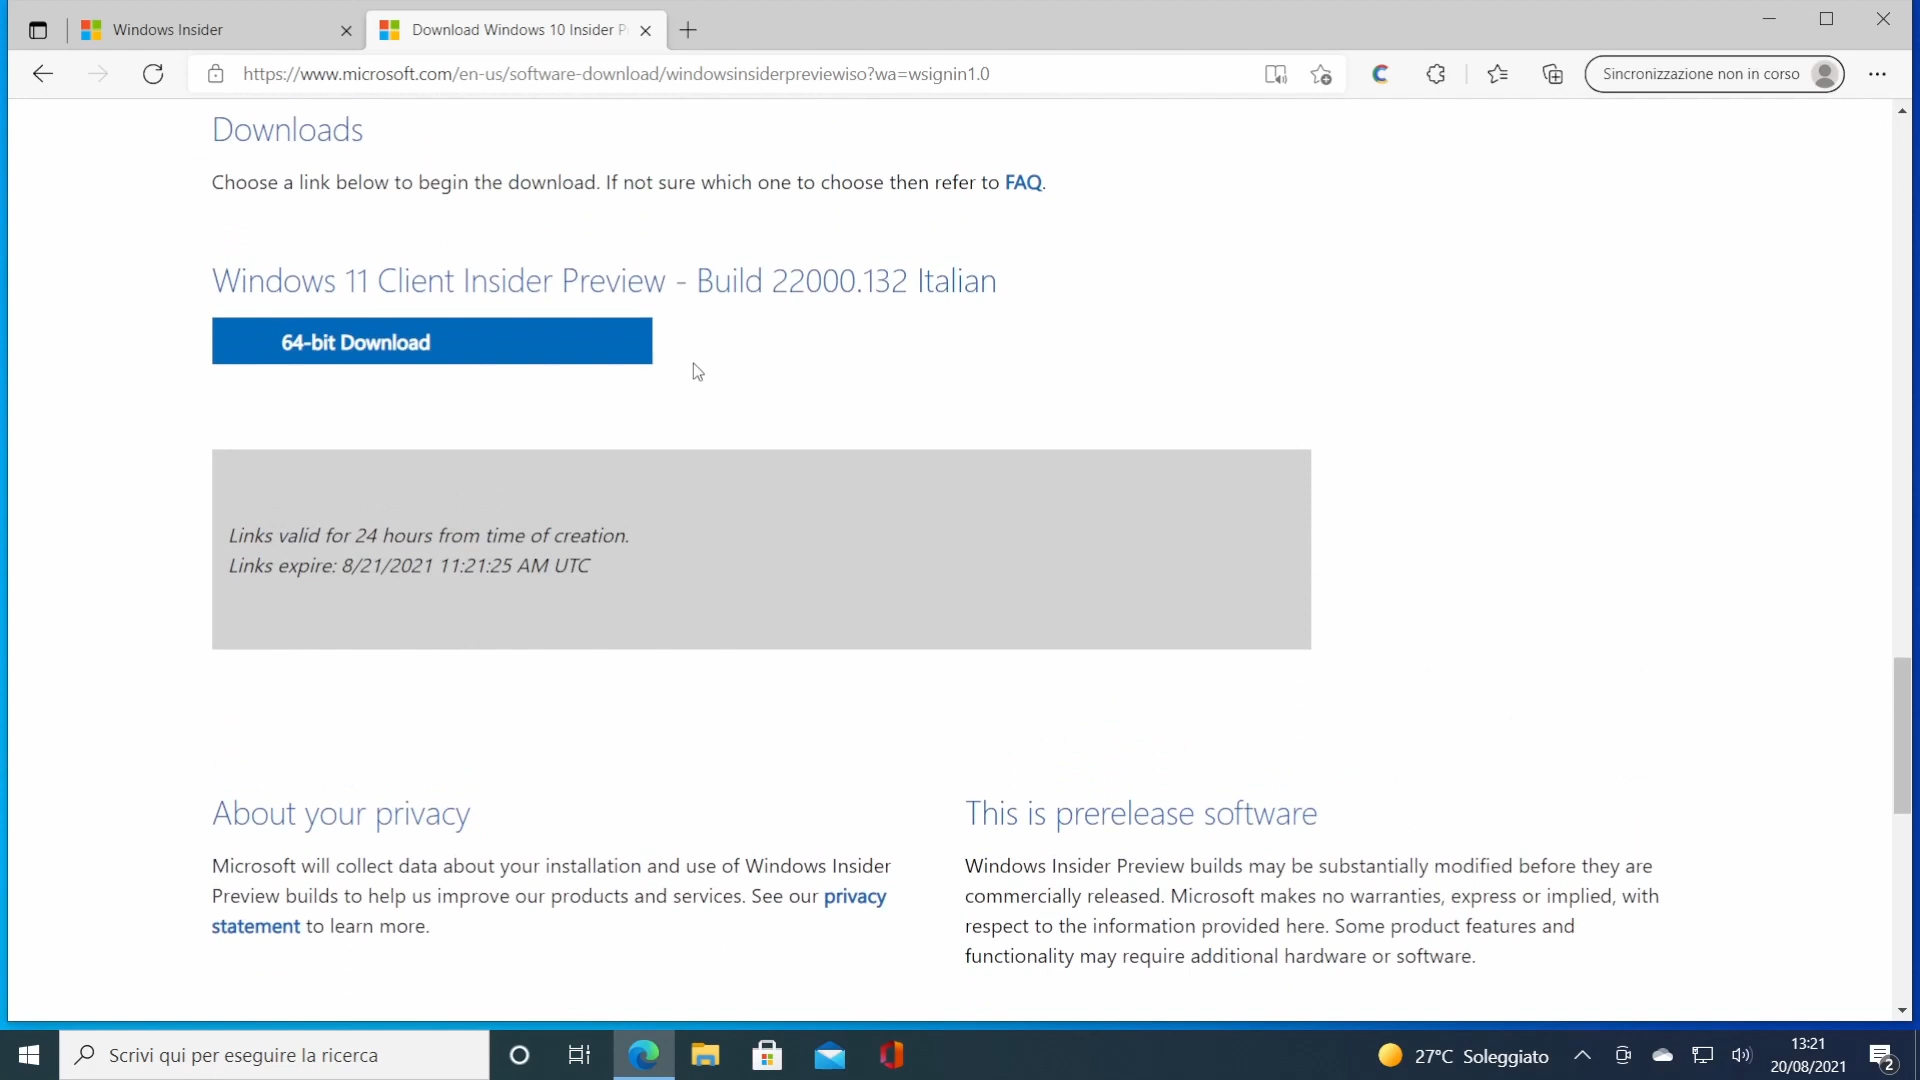 Windows Insider
Download Windows 10 Insider P
https://www.microsoft.com/en-us/software-download/windowsinsiderpreviewiso?wa=wsignin1.0
Sincronizzazione non in corso
Downloads
Choose a link below to begin the download. If not sure which one to choose then refer to FAQ.
Windows 11 Client Insider Preview - Build 22000.132 Italian
64-bit Download
Links valid for 24 hours from time of creation.
Links expire: 8/21/2021 11:21:25 AM UTC
About your privacy
Microsoft will collect data about your installation and use of Windows Insider
Preview builds to help us improve our products and services. See our privacy
statement to learn more.
This is prerelease software
Windows Insider Preview builds may be substantially modified before they are
commercially released. Microsoft makes no warranties, express or implied, with
respect to the information provided here. Some product features and
functionality may require additional hardware or software.
Scrivi qui per eseguire la ricerca
27°C Soleggiato
13:21
20/08/2021
2